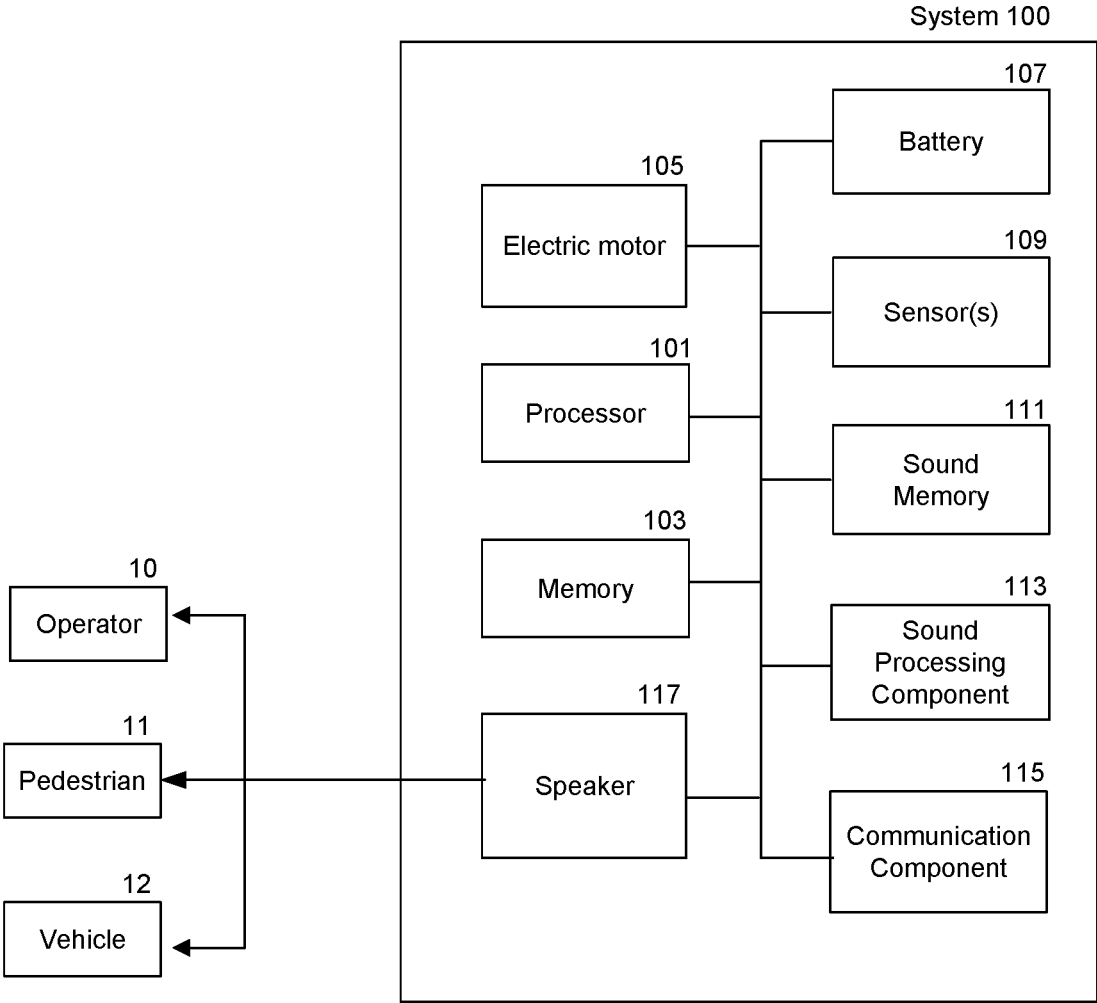 System 100
107
Battery
105
Electric motor
109
Sensor(s)
101
Processor
111
Sound
Memory
103
Memory
10
Operator
113
Sound
Processing
Component
117
Speaker
11
Pedestrian
115
Communication
Component
12
Vehicle